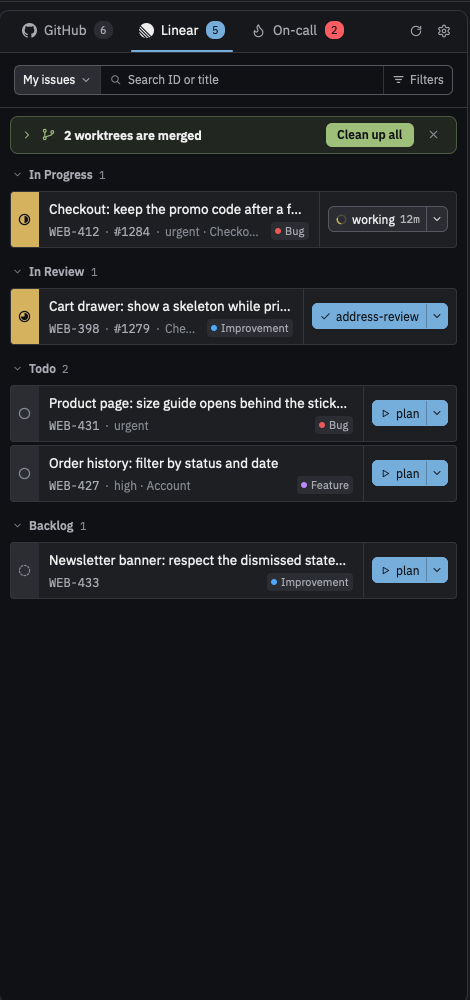 GitHub 6 Linear 5 On-call 2
My issues Search ID or title Filters
2 worktrees are merged Clean up all
In Progress 1
Checkout: keep the promo code after a f...
WEB-412 · #1284 · urgent · Checko... Bug
working 12m
In Review 1
Cart drawer: show a skeleton while pri...
WEB-398 · #1279 · Che... Improvement
address-review
Todo 2
Product page: size guide opens behind the stick...
WEB-431 · urgent Bug
plan
Order history: filter by status and date
WEB-427 · high · Account Feature
plan
Backlog 1
Newsletter banner: respect the dismissed state...
WEB-433 Improvement
plan